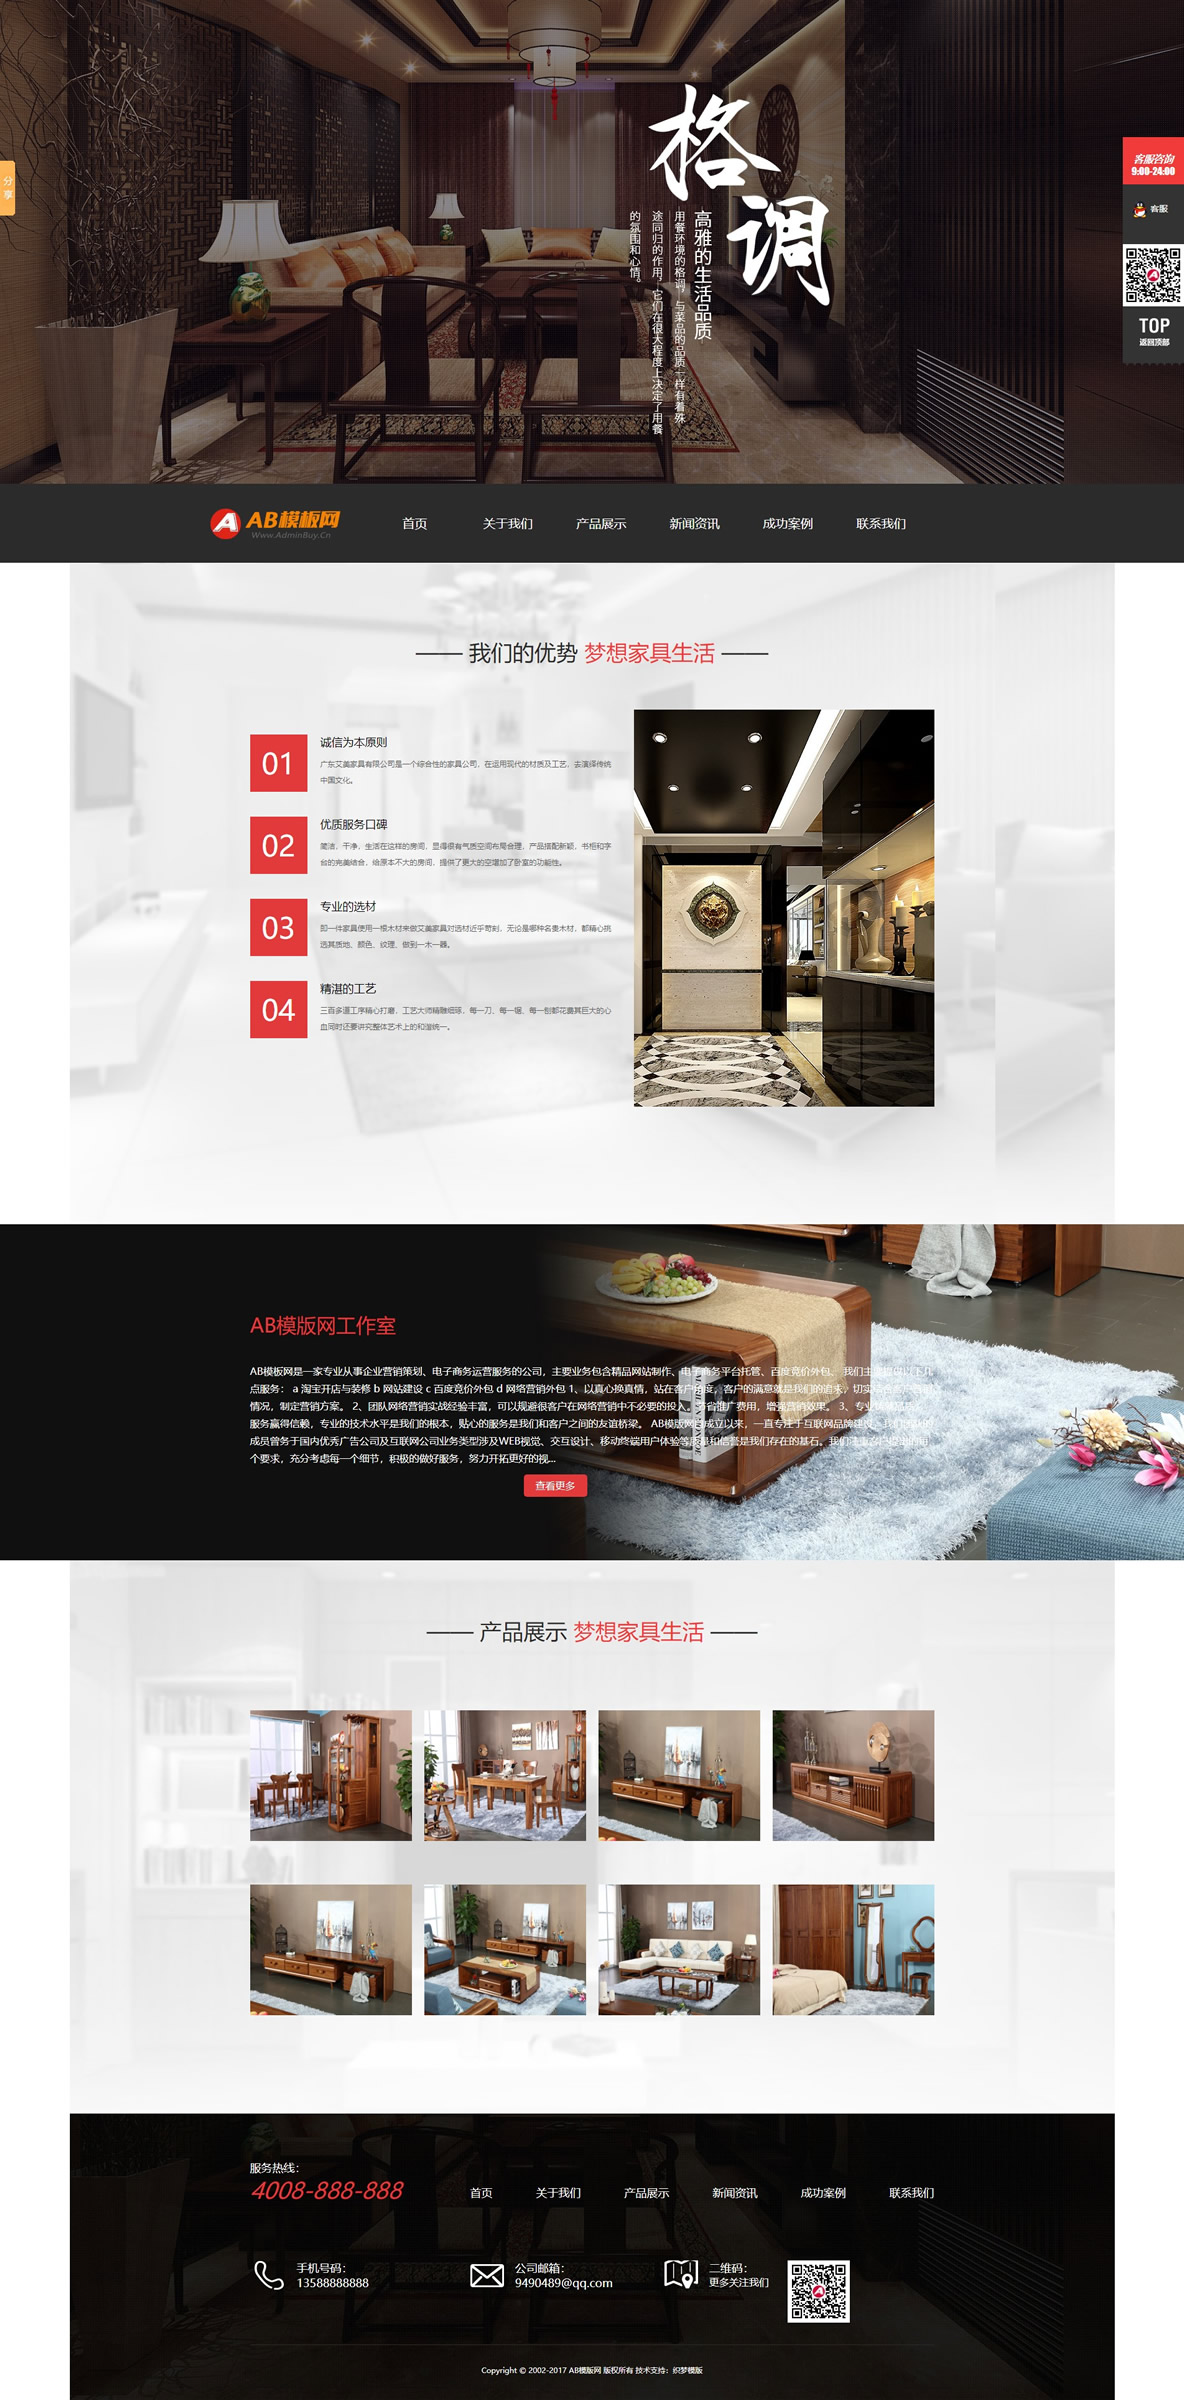 格调
高雅的生活品质
用餐环境的格调，与菜品的品质一样有着殊
途同归的作用，它们在很大程度上决定了用餐
的氛围和心情。
分享
客服咨询
9:00-24:00
客服
TOP
返回顶部
AB模板网
Www.AdminBuy.Cn
首页 关于我们 产品展示 新闻资讯 成功案例 联系我们
—— 我们的优势 梦想家具生活 ——
01
诚信为本原则
广东艾美家具有限公司是一个综合性的家具公司，在运用现代的材质及工艺，去演绎传统
中国文化。
02
优质服务口碑
简洁，干净，生活在这样的房间，显得很有气质空间布局合理，产品搭配新颖，书柜和字
台的完美结合，给原本不大的房间，提供了更大的空增加了卧室的功能性。
03
专业的选材
即一件家具使用一根木材来做艾美家具对选材近乎苛刻，无论是哪种名贵木材，都精心挑
选其质地、颜色、纹理、做到一木一器。
04
精湛的工艺
三百多道工序精心打磨，工艺大师精雕细琢，每一刀、每一锯、每一刨都花费其巨大的心
血同时还要讲究整体艺术上的和谐统一。
AB模版网工作室
AB模板网是一家专业从事企业营销策划、电子商务运营服务的公司，主要业务包含精品网站制作、电子商务平台托管、百度竞价外包、 我们主要提供以下几
点服务： a 淘宝开店与装修 b 网站建设 c 百度竞价外包 d 网络营销外包 1、以真心换真情，站在客户角度，客户的满意就是我们的追求，切实
情况，制定营销方案。 2、团队网络营销实战经验丰富，可以规避很客户在网络营销中不必要的投入，节省推广费用，增强营销效果。 3、专业
服务赢得信赖，专业的技术水平是我们的根本，贴心的服务是我们和客户之间的友谊桥梁。 AB模版网自成立以来，一直专注于互联网品牌建设，我们
成员曾务于国内优秀广告公司及互联网公司业务类型涉及WEB视觉、交互设计、移动终端用户体验等质量和信誉是我们存在的基石。我们
个要求，充分考虑每一个细节，积极的做好服务，努力开拓更好的视...
查看更多
—— 产品展示 梦想家具生活 ——
服务热线：
4008-888-888
首页 关于我们 产品展示 新闻资讯 成功案例 联系我们
手机号码：
13588888888
公司邮箱：
9490489@qq.com
二维码：
更多关注我们
Copyright © 2002-2017 AB模版网 版权所有 技术支持：织梦模版